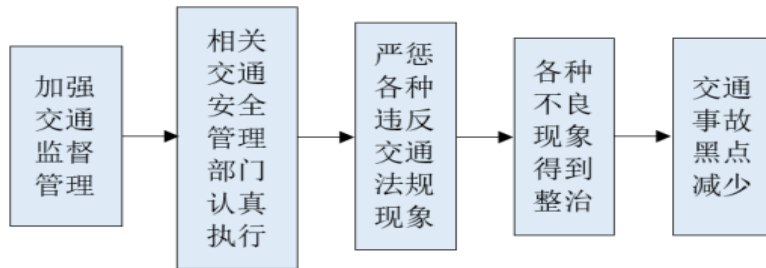 加强
交通
监督
管理
相关
交通
安全
管理
部门
认真
执行
严惩
各种
违反
交通
法规
现象
各种
不良
现象
得到
整治
交通
事故
黑点
减少